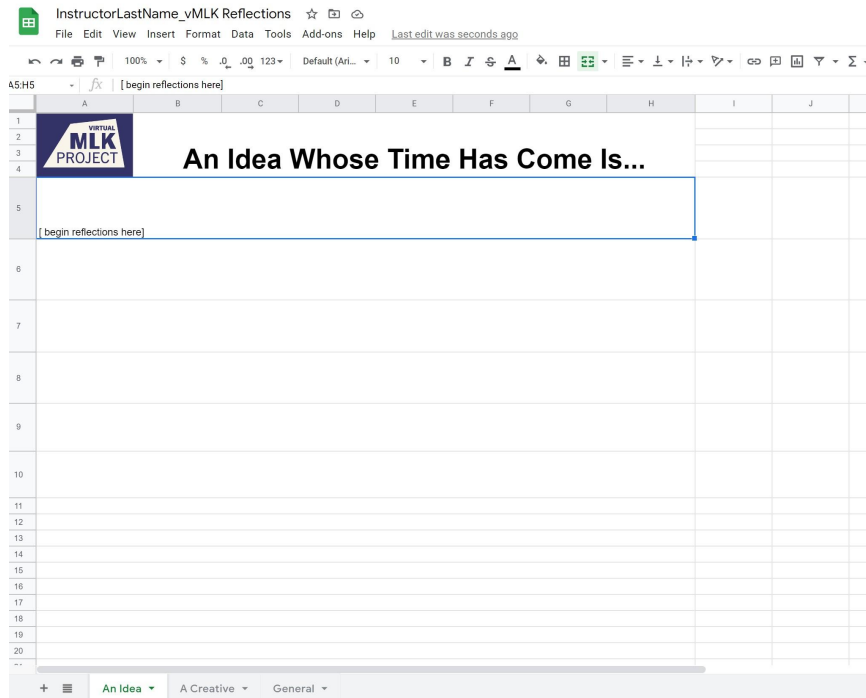 InstructorLastName_vMLK Reflections
File Edit View Insert Format Data Tools Add-ons Help Last edit was seconds ago
100% $ % .0 .00 123 Default (Ari... 10 B I S A
A5:H5 fx [ begin reflections here]
A B C D E F G H I J
1
2
3
4
VIRTUAL
MLK
PROJECT
An Idea Whose Time Has Come Is...
5
[ begin reflections here]
6
7
8
9
10
11
12
13
14
15
16
17
18
19
20
+ An Idea A Creative General